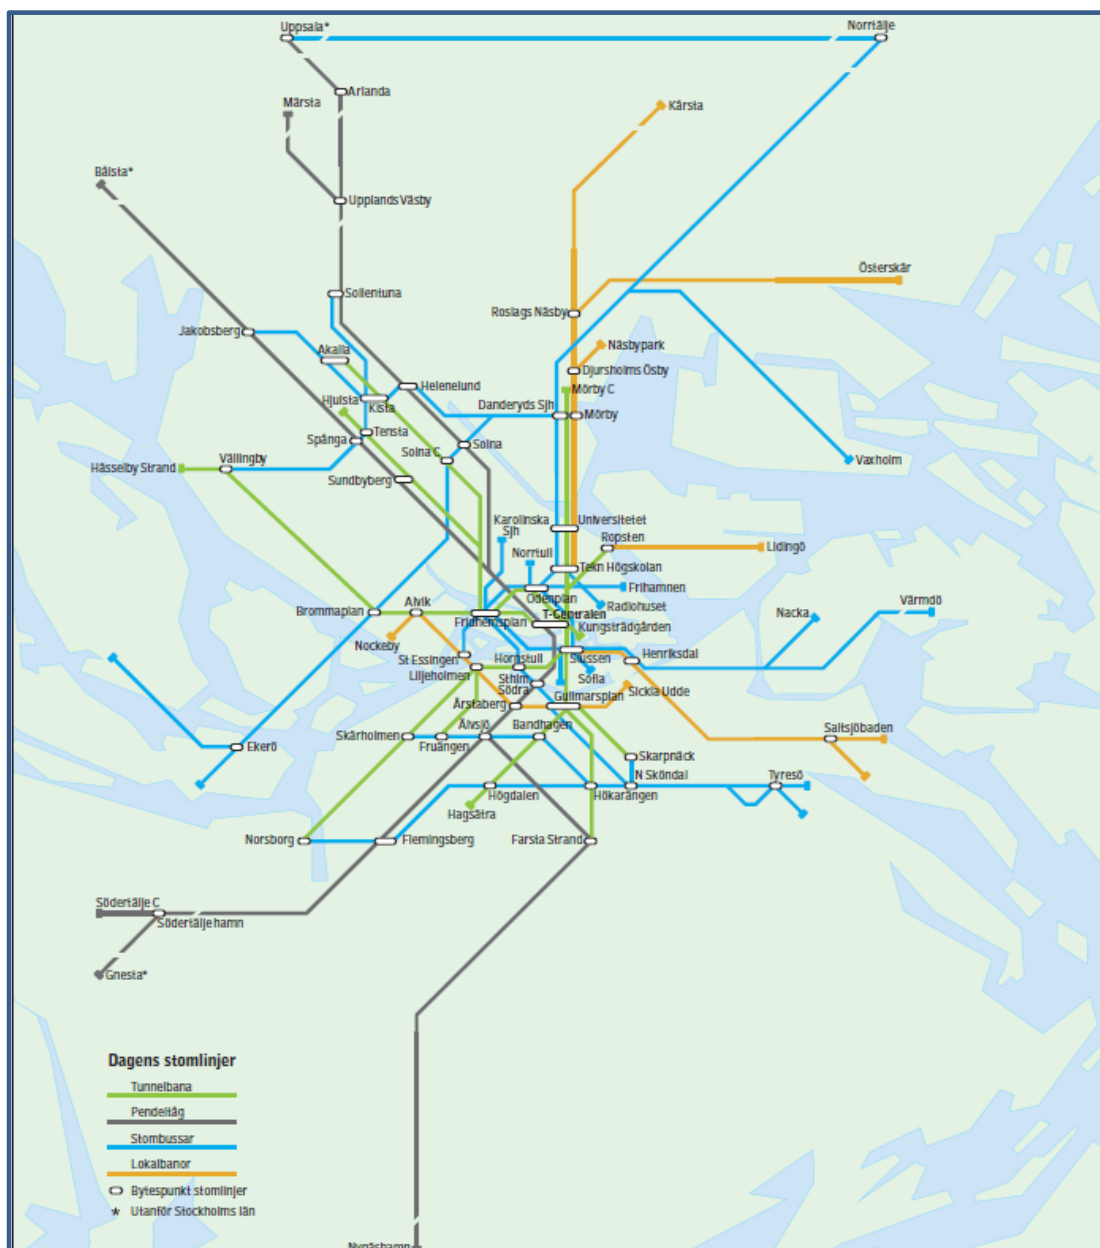 Uppsala*
Norrtälje
Arlanda
Märsta
Kårsta
Bålsta*
Upplands Väsby
Österskär
Sollentuna
Roslags Näsby
Jakobsberg
Akalla
Näsbypark
Djursholms Ösby
Helenelund
Mörby C
Hjulsta
Kista
Danderyds Sjh
Mörby
Tensta
Spånga
Solna
Solna C
Vällingby
Hässelby Strand
Vaxholm
Sundbyberg
Karolinska
Sjh
Universitetet
Ropsten
Lidingö
Norrtull
Tekn Högskolan
Frihamnen
Odenplan
Radiohuset
Brommaplan
Alvik
T-Centralen
Fridhemsplan
Kungsträdgården
Nacka
Värmdö
Nockeby
St Essingen
Hornstull
Slussen
Henriksdal
Liljeholmen
Sthlm
Södra
Sofia
Gullmarsplan
Sickla Udde
Årstaberg
Älvsjö
Bandhagen
Saltsjöbaden
Skärholmen
Fruängen
Ekerö
Skarpnäck
N Sköndal
Tyresö
Högdalen
Hökarängen
Hagsätra
Norsborg
Flemingsberg
Farsta Strand
Södertälje C
Södertälje hamn
Gnesta*
Dagens stomlinjer
Tunnelbana
Pendeltåg
Stombussar
Lokalbanor
Bytespunkt stomlinjer
* Utanför Stockholms län
Nynäshamn